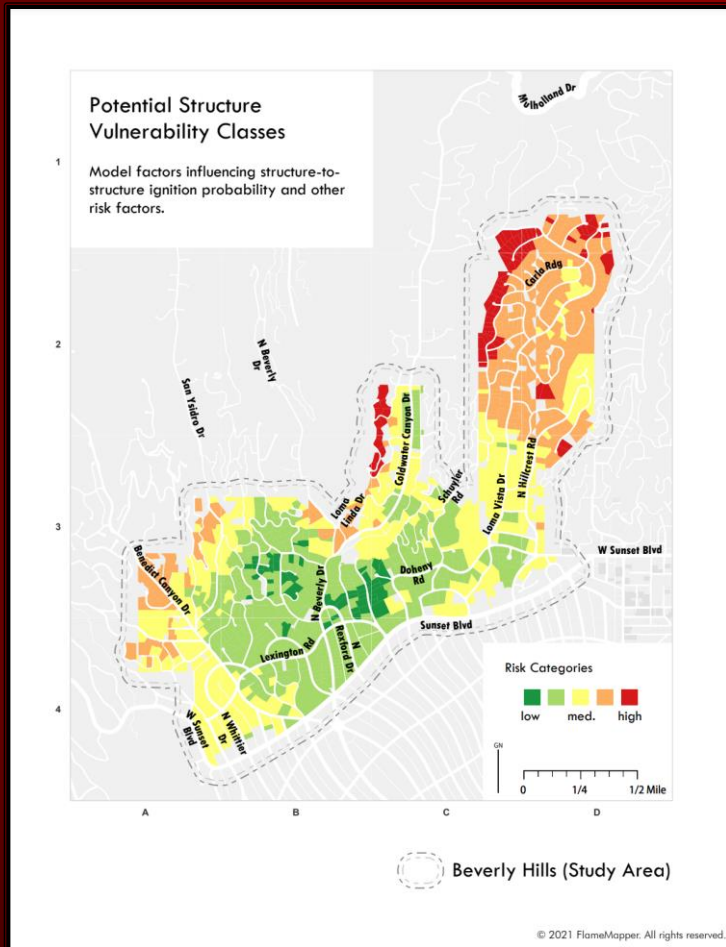 Potential Structure
Vulnerability Classes
Model factors influencing structure-to-
structure ignition probability and other
risk factors.
Mulholland Dr
1
Carla Rdg
2
N Beverly
Dr
San Ysidro Dr
Coldwater Canyon Dr
Schuyler
Rd
Loma Vista Dr
N Hillcrest Rd
Loma
Linda Dr
3
W Sunset Blvd
Benedict Canyon Dr
Doheny
Rd
N Beverly Dr
Sunset Blvd
Lexington Rd
N
Rexford Dr
4
W Sunset
Blvd
N Whittier
Dr
Risk Categories
low
med.
high
GN
0
1/4
1/2 Mile
A
B
C
D
Beverly Hills (Study Area)
© 2021 FlameMapper. All rights reserved.